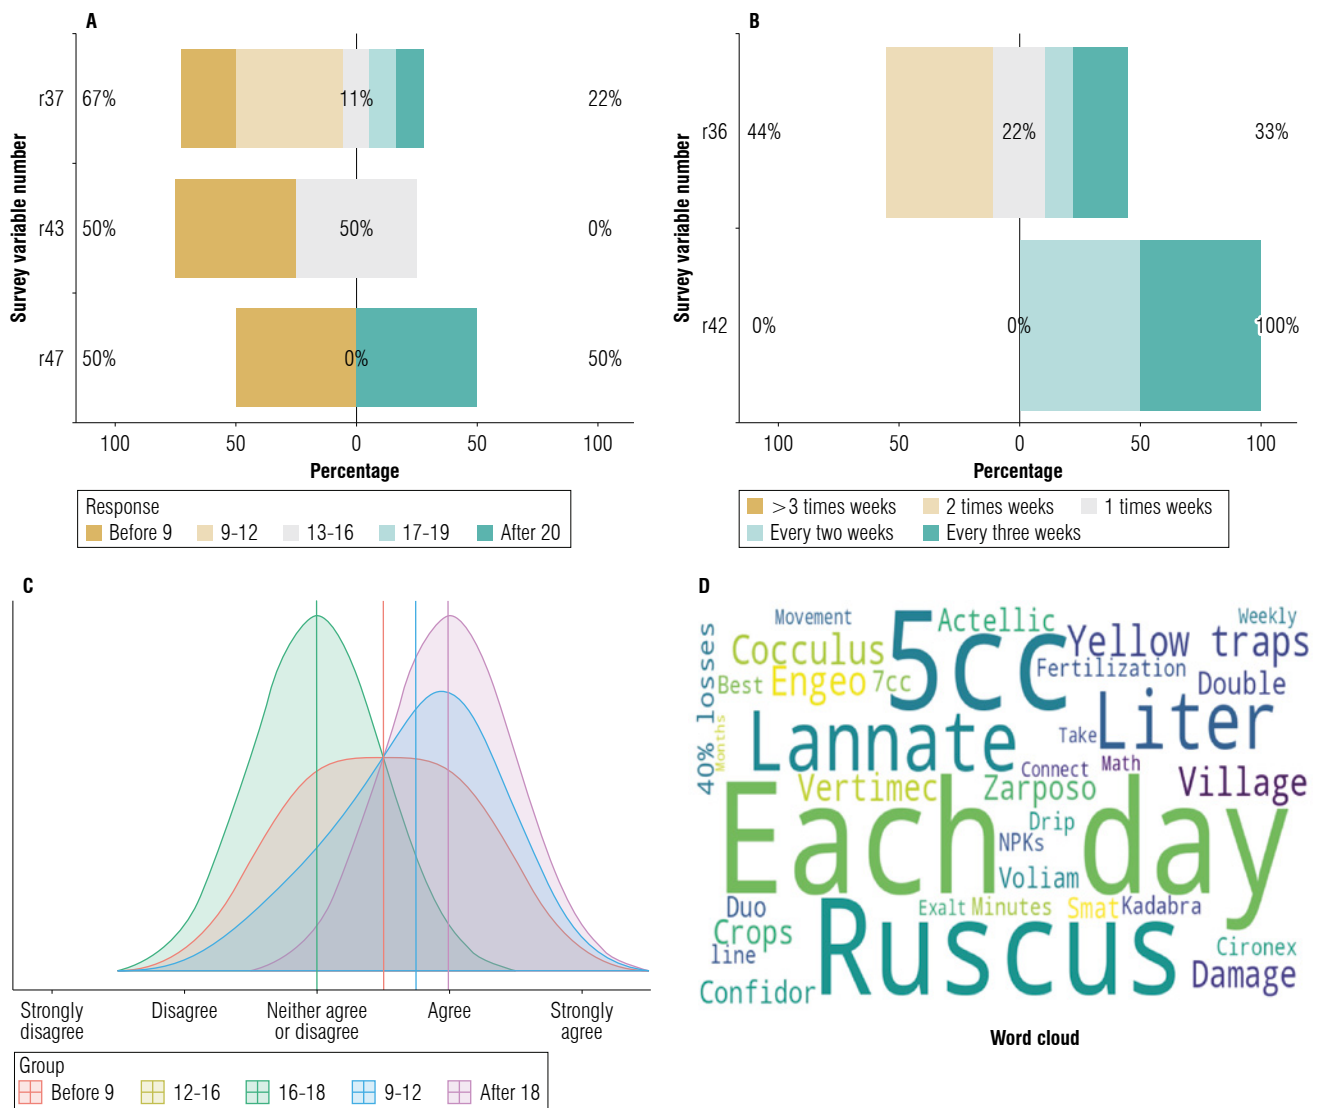 A
Survey variable number
r37 67% 11% 22%
r43 50% 50% 0%
r47 50% 0% 50%
100 50 0 50 100
Percentage
Response
Before 9 9-12 13-16 17-19 After 20
B
Survey variable number
r36 44% 22% 33%
r42 0% 0% 100%
100 50 0 50 100
Percentage
>3 times weeks 2 times weeks 1 times weeks
Every two weeks Every three weeks
C
Strongly disagree Disagree Neither agree or disagree Agree Strongly agree
Group
Before 9 12-16 16-18 9-12 After 18
D
Movement
5cc
Actellic
Weekly
40% losses
Cocculus
Yellow traps
Fertilization
Best
Engeo
7cc
Double
Months
Lannate
Take
Liter
Connect
Math
Vertimec
Zarposo
Village
Each day
Drip
NPKs
Voliam
Duo
Exalt
Minutes
Smat
Kadabra
Crops
Ruscus
line
Cironex
Confidor
Damage
Word cloud